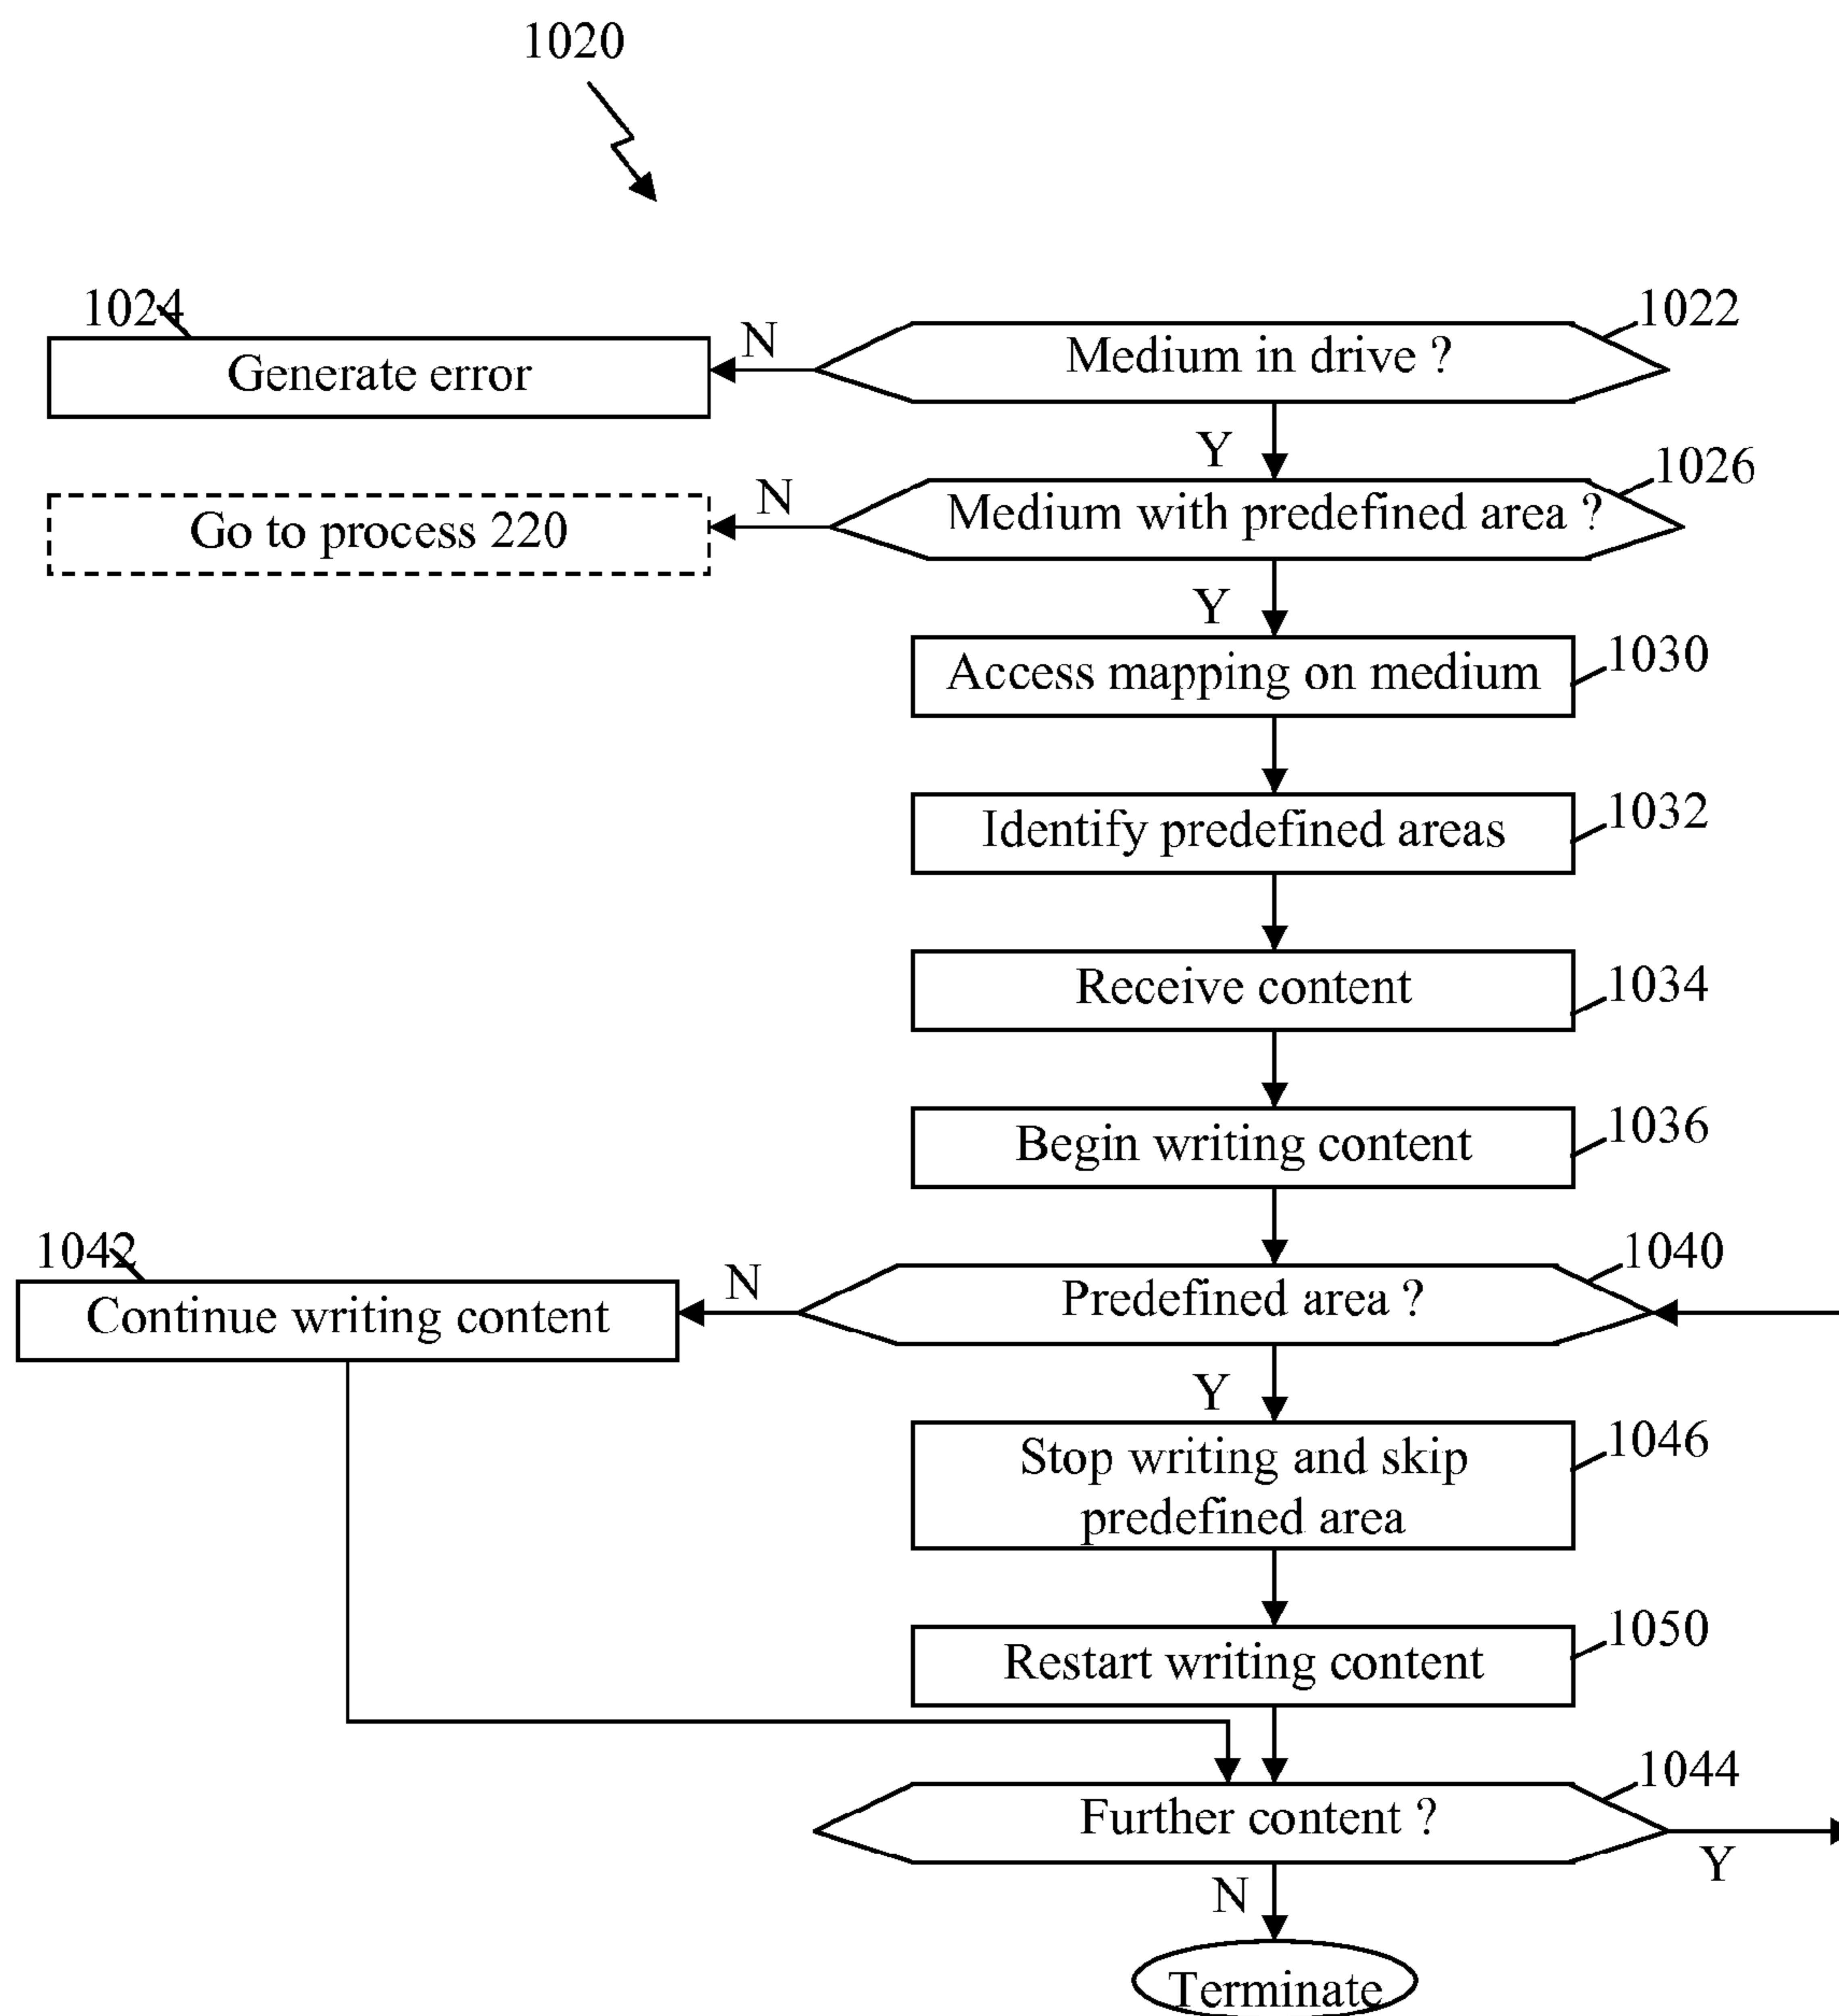 1020
1024
Generate error
N
Medium in drive ?
1022
Y
Go to process 220
N
Medium with predefined area ?
1026
Y
Access mapping on medium
1030
Identify predefined areas
1032
Receive content
1034
Begin writing content
1036
1042
Continue writing content
N
Predefined area ?
1040
Y
Stop writing and skip
predefined area
1046
Restart writing content
1050
Further content ?
1044
Y
N
Terminate